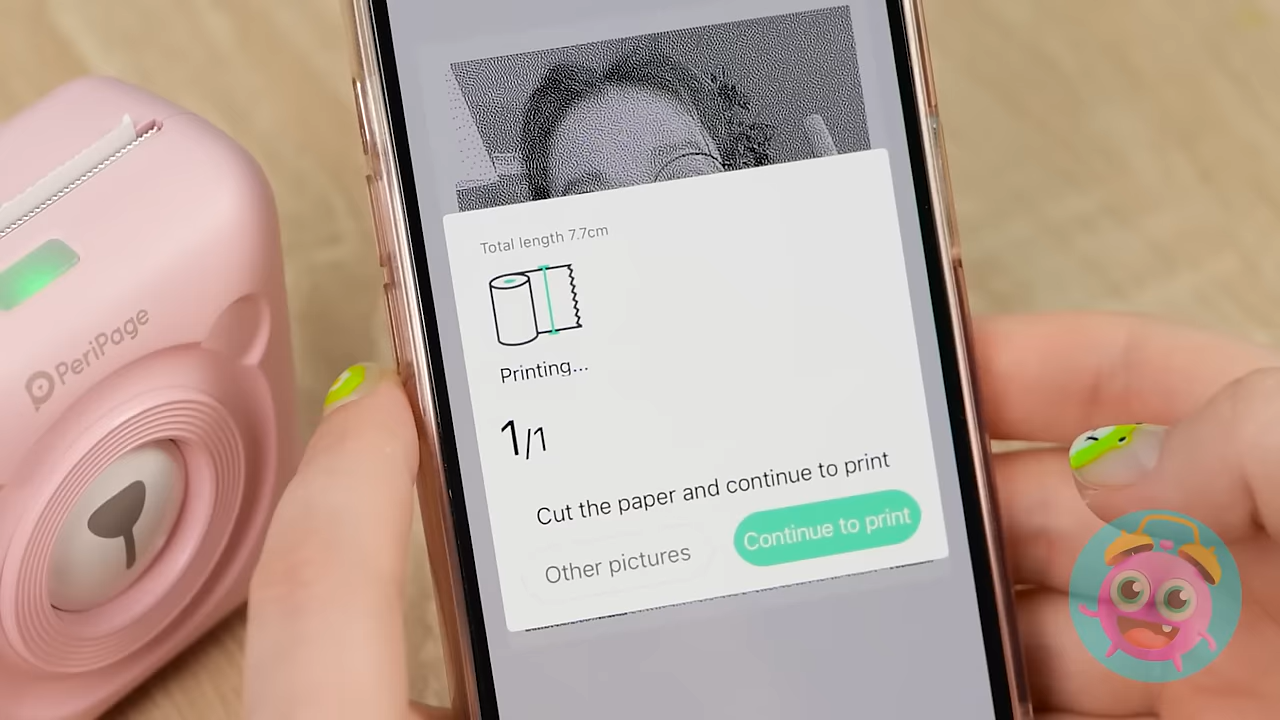 PeriPage
Total length 7.7cm
Printing...
1/1
Cut the paper and continue to print
Other pictures
Continue to print